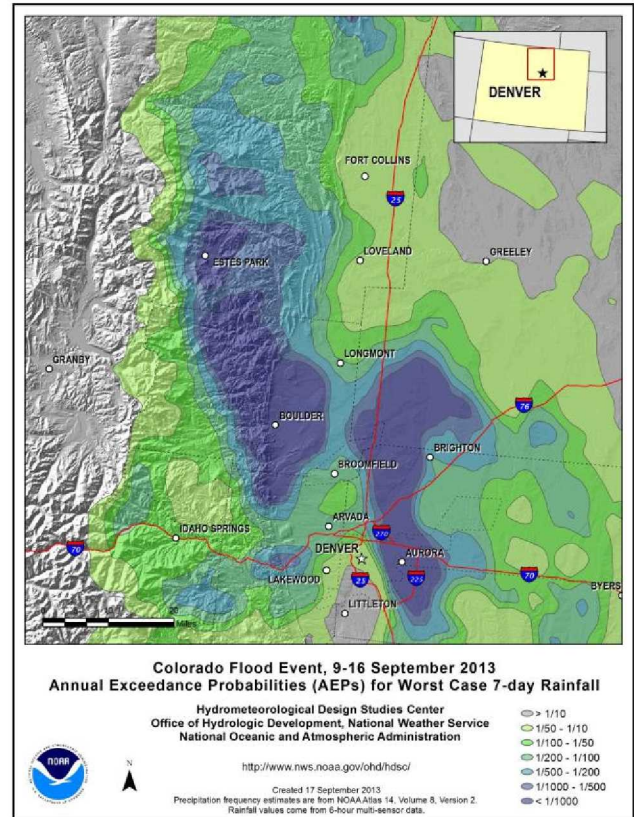 DENVER
FORT COLLINS
25
ESTES PARK
LOVELAND
GREELEY
GRANBY
LONGMONT
76
BOULDER
BRIGHTON
BROOMFIELD
IDAHO SPRINGS
ARVADA
270
70
DENVER
AURORA
LAKEWOOD
25
225
70
BYERS
LITTLETON
0 5 10 20
Miles
Colorado Flood Event, 9-16 September 2013
Annual Exceedance Probabilities (AEPs) for Worst Case 7-day Rainfall
Hydrometeorological Design Studies Center
Office of Hydrologic Development, National Weather Service
National Oceanic and Atmospheric Administration
http://www.nws.noaa.gov/ohd/hdsc/
Created 17 September 2013
Precipitation frequency estimates are from NOAA Atlas 14, Volume 8, Version 2.
Rainfall values come from 6-hour multi-sensor data.
NOAA
N
> 1/10
1/50 - 1/10
1/100 - 1/50
1/200 - 1/100
1/500 - 1/200
1/1000 - 1/500
< 1/1000